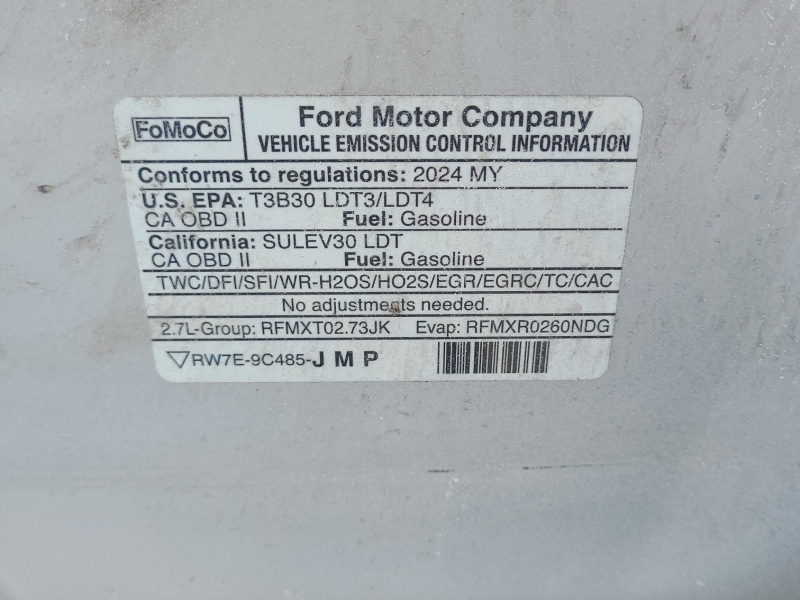 FoMoCo
Ford Motor Company
VEHICLE EMISSION CONTROL INFORMATION
Conforms to regulations: 2024 MY
U.S. EPA: T3B30 LDT3/LDT4
CA OBD II Fuel: Gasoline
California: SULEV30 LDT
CA OBD II Fuel: Gasoline
TWC/DFI/SFI/WR-H2OS/HO2S/EGR/EGRC/TC/CAC
No adjustments needed.
2.7L-Group: RFMXT02.73JK Evap: RFMXR0260NDG
RW7E-9C485-J M P